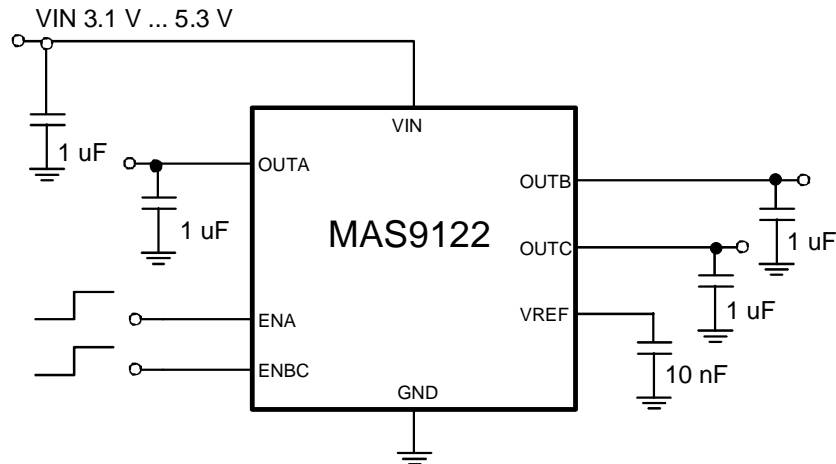 VIN 3.1 V ... 5.3 V
VIN
1 uF
OUTA
OUTB
1 uF
MAS9122
OUTC
1 uF
ENA
VREF
1 uF
ENBC
10 nF
GND